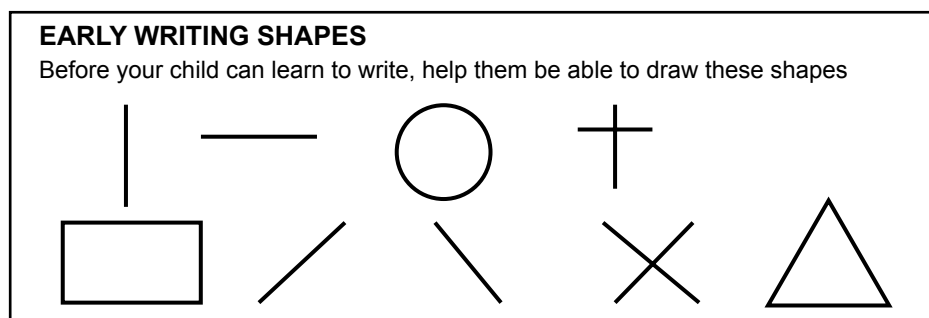 EARLY WRITING SHAPES
Before your child can learn to write, help them be able to draw these shapes